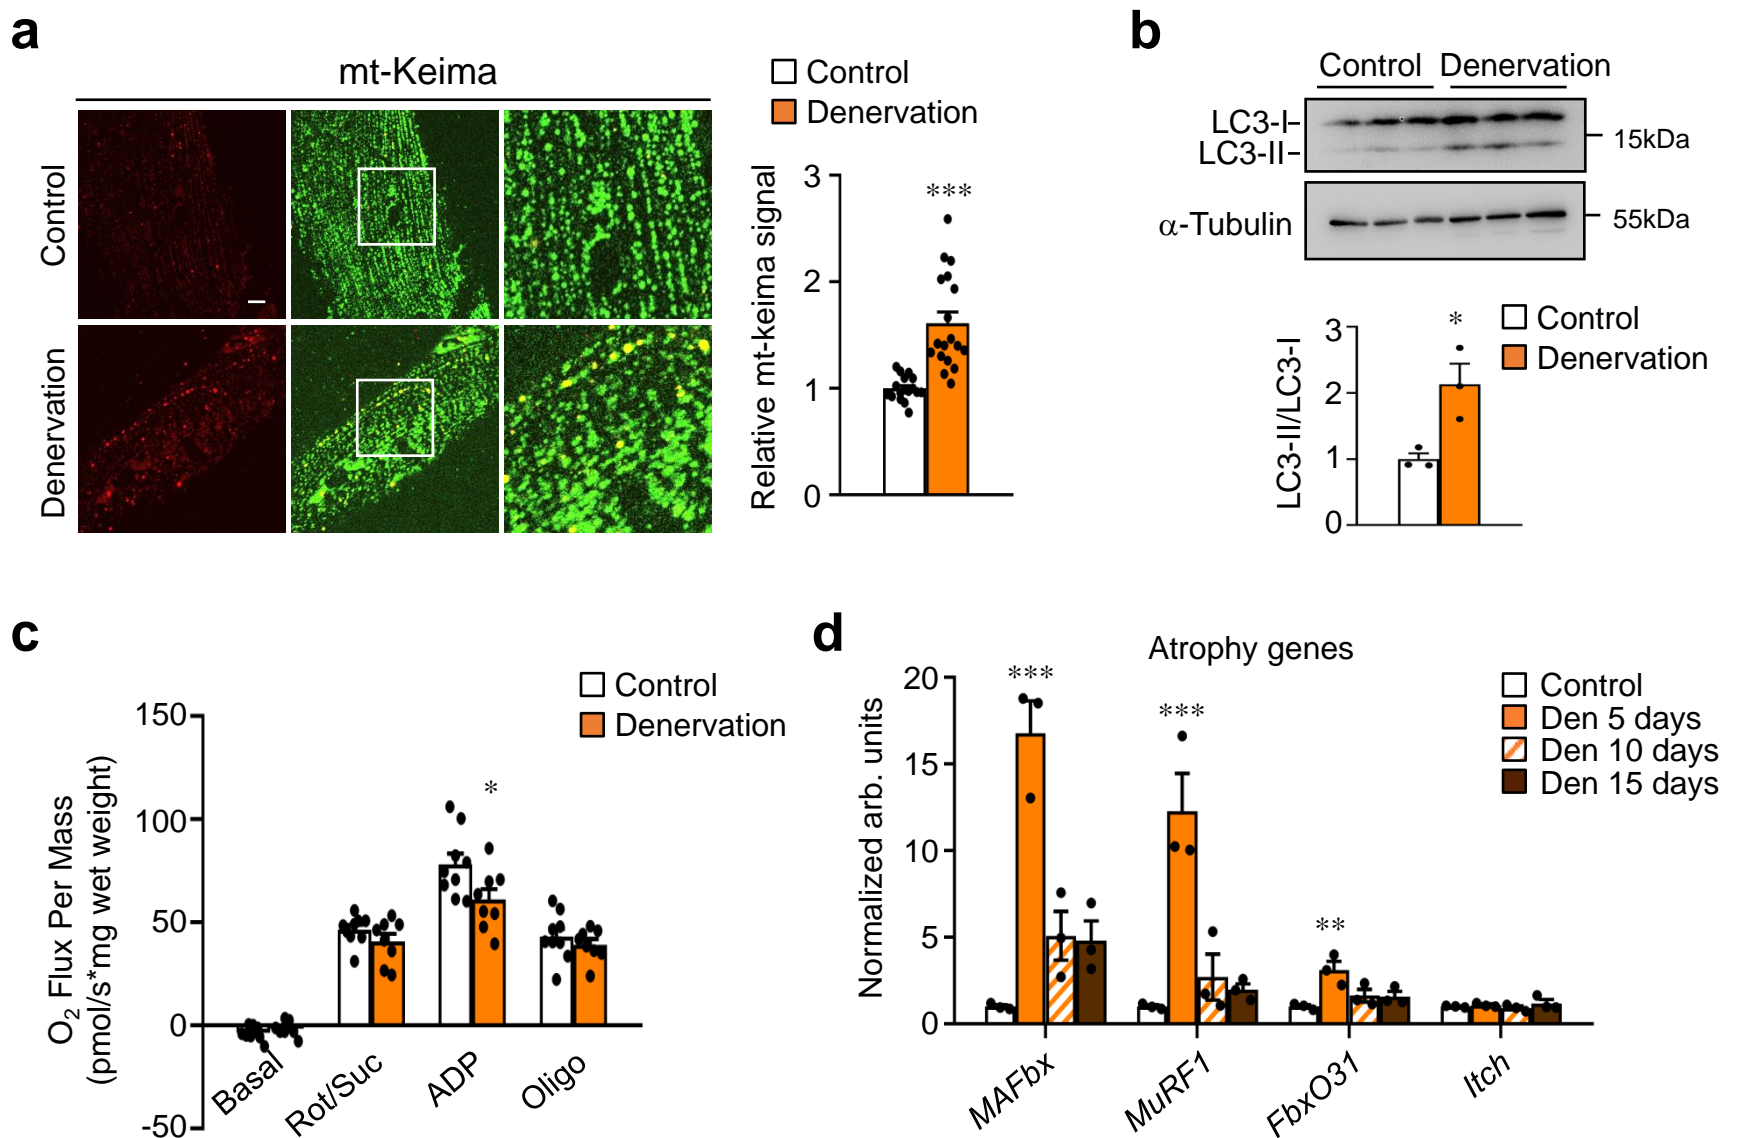 a
mt-Keima
Control
Denervation
Control
Denervation
Relative mt-keima signal
3
2
1
0
***
b
Control Denervation
LC3-I-
LC3-II-
15kDa
α-Tubulin
55kDa
LC3-II/LC3-I
3
2
1
0
*
Control
Denervation
c
Control
Denervation
O2 Flux Per Mass
(pmol/s*mg wet weight)
150
100
50
0
-50
*
Basal
Rot/Suc
ADP
Oligo
d
Atrophy genes
Normalized arb. units
20
15
10
5
0
***
***
**
Control
Den 5 days
Den 10 days
Den 15 days
MAFbx
MuRF1
FbxO31
Itch